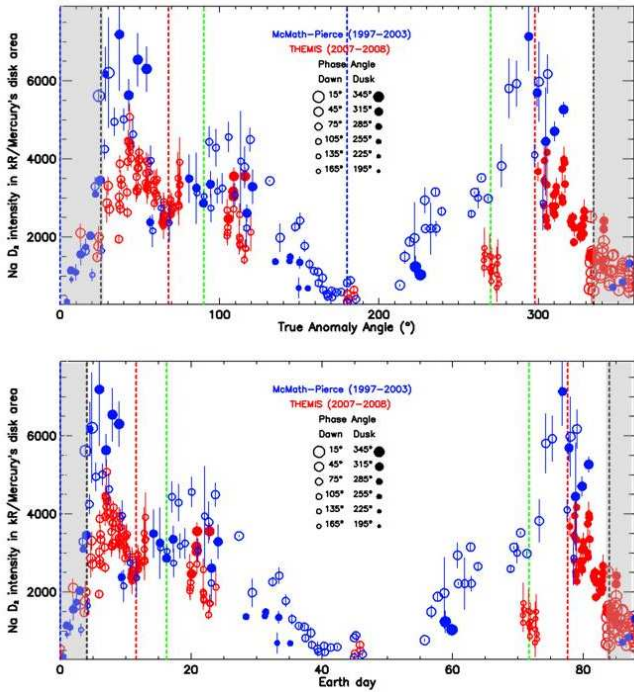 McMath-Pierce (1997-2003)
THEMIS (2007-2008)
Phase Angle
Dawn Dusk
15° 345°
45° 315°
75° 285°
105° 255°
135° 225°
165° 195°
6000
4000
2000
No D₂ intensity in kR/Mercury's disk area
0 100 200 300
True Anomaly Angle (°)
McMath-Pierce (1997-2003)
THEMIS (2007-2008)
Phase Angle
Dawn Dusk
15° 345°
45° 315°
75° 285°
105° 255°
135° 225°
165° 195°
6000
4000
2000
No D₂ intensity in kR/Mercury's disk area
0 20 40 60 80
Earth day